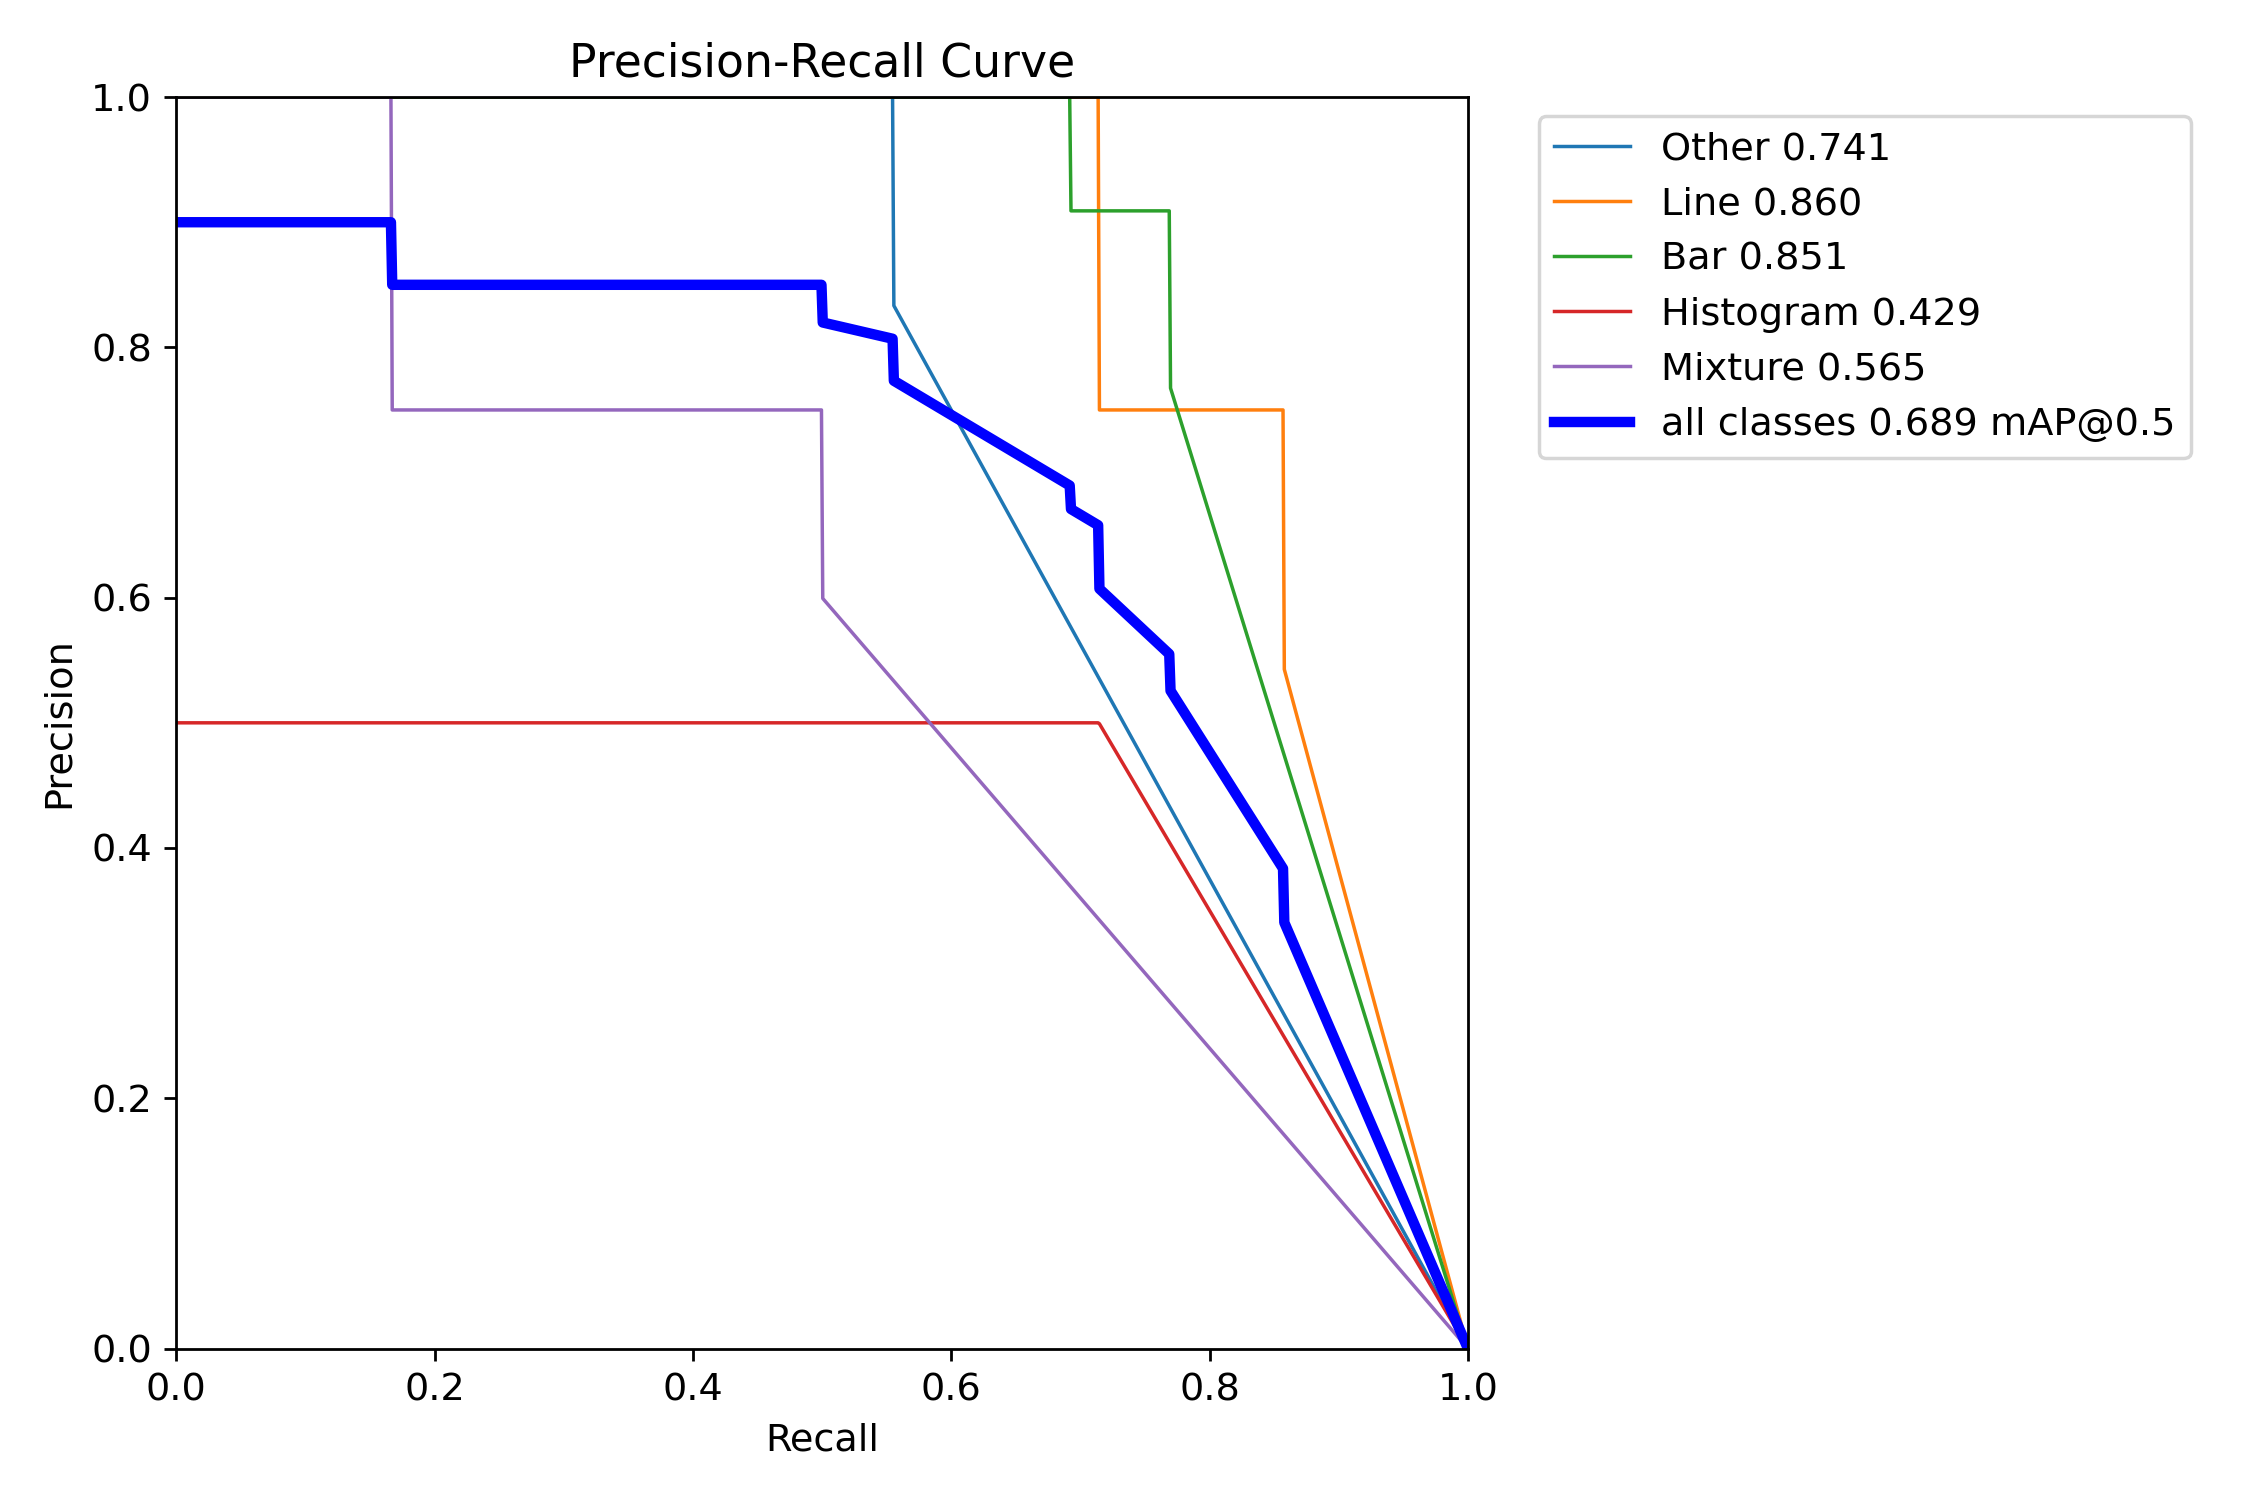 Precision-Recall Curve
1.0
0.8
0.6
0.4
0.2
0.0
Precision
0.0 0.2 0.4 0.6 0.8 1.0
Recall
Other 0.741
Line 0.860
Bar 0.851
Histogram 0.429
Mixture 0.565
all classes 0.689 mAP@0.5